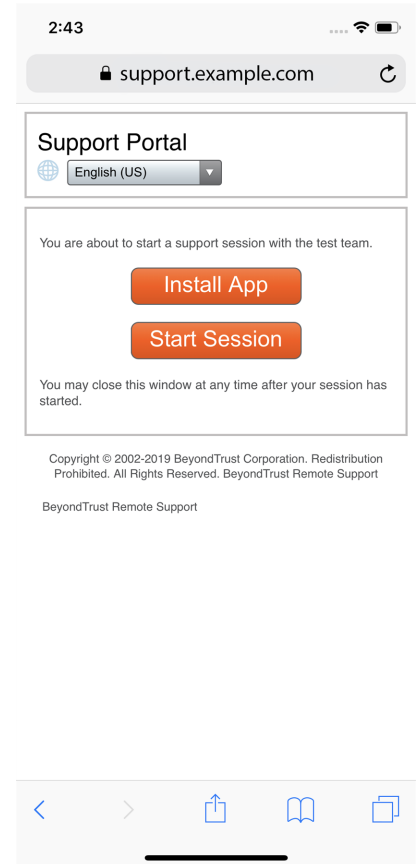 2:43
support.example.com
Support Portal
English (US)
You are about to start a support session with the test team.
Install App
Start Session
You may close this window at any time after your session has
started.
Copyright © 2002-2019 BeyondTrust Corporation. Redistribution
Prohibited. All Rights Reserved. BeyondTrust Remote Support
BeyondTrust Remote Support